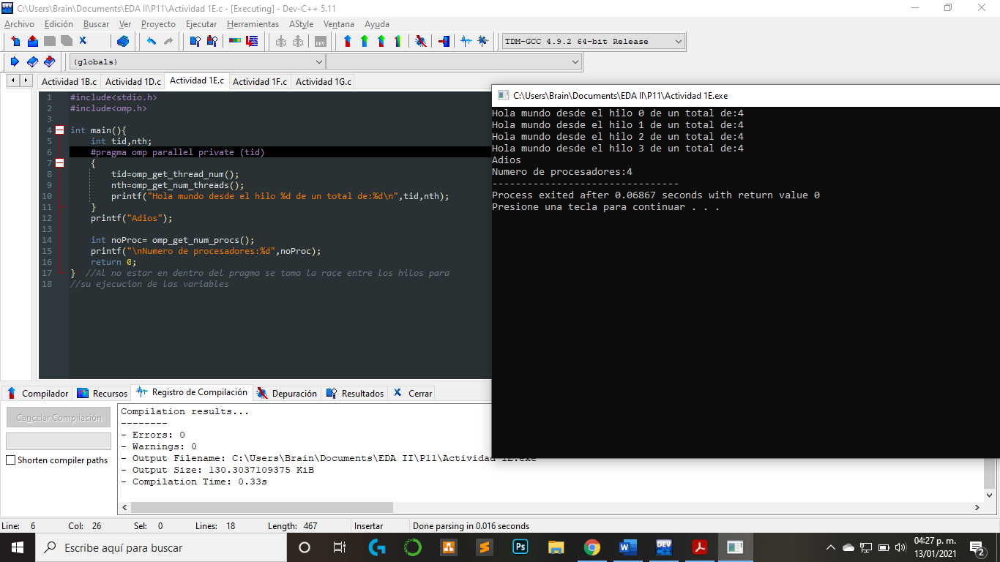 C:\Users\Brain\Documents\EDA II\P11\Actividad 1E.c - [Executing] - Dev-C++ 5.11
Archivo Edición Buscar Ver Proyecto Ejecutar Herramientas AStyle Ventana Ayuda
TDM-GCC 4.9.2 64-bit Release
(globals)
Actividad 1B.c Actividad 1D.c Actividad 1E.c Actividad 1F.c Actividad 1G.c
1 #include<stdio.h>
2 #include<omp.h>
3
4 int main(){
5 int tid,nth;
6 #pragma omp parallel private (tid)
7 {
8 tid=omp_get_thread_num();
9 nth=omp_get_num_threads();
10 printf("Hola mundo desde el hilo %d de un total de:%d\n",tid,nth);
11 }
12 printf("Adios");
13
14 int noProc= omp_get_num_procs();
15 printf("\nNumero de procesadores:%d",noProc);
16 return 0;
17 } //Al no estar en dentro del pragma se toma la race entre los hilos para
18 //su ejecucion de las variables
C:\Users\Brain\Documents\EDA II\P11\Actividad 1E.exe
Hola mundo desde el hilo 0 de un total de:4
Hola mundo desde el hilo 1 de un total de:4
Hola mundo desde el hilo 2 de un total de:4
Hola mundo desde el hilo 3 de un total de:4
Adios
Numero de procesadores:4
--------------------------------
Process exited after 0.06867 seconds with return value 0
Presione una tecla para continuar . . .
Compilador Recursos Registro de Compilación Depuración Resultados Cerrar
Cancelar Compilación
Shorten compiler paths
Compilation results...
--------
- Errors: 0
- Warnings: 0
- Output Filename: C:\Users\Brain\Documents\EDA II\P11\Actividad 1E.exe
- Output Size: 130.3037109375 KiB
- Compilation Time: 0.33s
Line: 6 Col: 26 Sel: 0 Lines: 18 Length: 467 Insertar Done parsing in 0.016 seconds
Escribe aquí para buscar
Ps
DEV
04:27 p. m.
13/01/2021
2